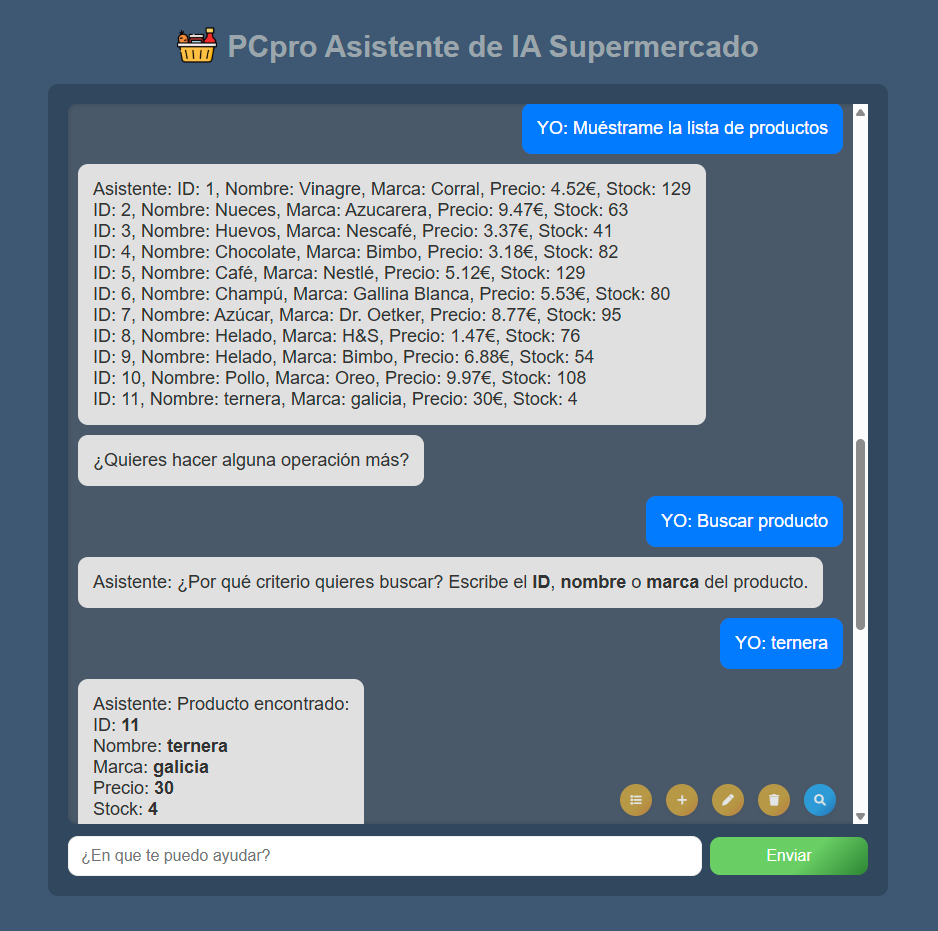 PCpro Asistente de IA Supermercado
YO: Muéstrame la lista de productos
Asistente: ID: 1, Nombre: Vinagre, Marca: Corral, Precio: 4.52€, Stock: 129
ID: 2, Nombre: Nueces, Marca: Azucarera, Precio: 9.47€, Stock: 63
ID: 3, Nombre: Huevos, Marca: Nescafé, Precio: 3.37€, Stock: 41
ID: 4, Nombre: Chocolate, Marca: Bimbo, Precio: 3.18€, Stock: 82
ID: 5, Nombre: Café, Marca: Nestlé, Precio: 5.12€, Stock: 129
ID: 6, Nombre: Champú, Marca: Gallina Blanca, Precio: 5.53€, Stock: 80
ID: 7, Nombre: Azúcar, Marca: Dr. Oetker, Precio: 8.77€, Stock: 95
ID: 8, Nombre: Helado, Marca: H&S, Precio: 1.47€, Stock: 76
ID: 9, Nombre: Helado, Marca: Bimbo, Precio: 6.88€, Stock: 54
ID: 10, Nombre: Pollo, Marca: Oreo, Precio: 9.97€, Stock: 108
ID: 11, Nombre: ternera, Marca: galicia, Precio: 30€, Stock: 4
¿Quieres hacer alguna operación más?
YO: Buscar producto
Asistente: ¿Por qué criterio quieres buscar? Escribe el ID, nombre o marca del producto.
YO: ternera
Asistente: Producto encontrado:
ID: 11
Nombre: ternera
Marca: galicia
Precio: 30
Stock: 4
¿En que te puedo ayudar?
Enviar